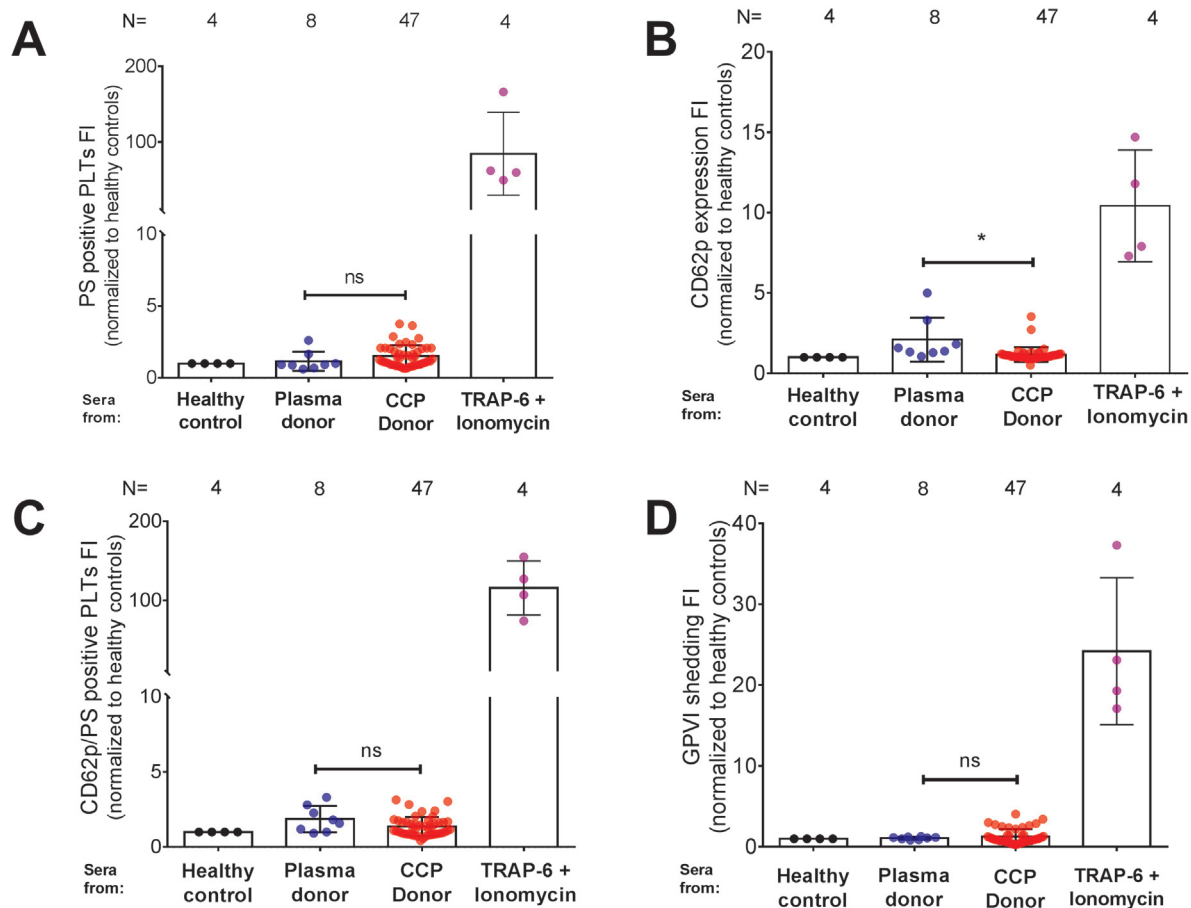 A
N= 4 8 47 4
PS positive PLTs FI
(normalized to healthy controls)
200
100
10
5
0
ns
Sera from:
Healthy control
Plasma donor
CCP Donor
TRAP-6 + Ionomycin
B
N= 4 8 47 4
CD62p expression FI
(normalized to healthy controls)
20
15
10
5
0
*
Sera from:
Healthy control
Plasma donor
CCP Donor
TRAP-6 + Ionomycin
C
N= 4 8 47 4
CD62p/PS positive PLTs FI
(normalized to healthy controls)
200
100
10
5
0
ns
Sera from:
Healthy control
Plasma donor
CCP Donor
TRAP-6 + Ionomycin
D
N= 4 8 47 4
GPVI shedding FI
(normalized to healthy controls)
40
30
20
10
0
ns
Sera from:
Healthy control
Plasma donor
CCP Donor
TRAP-6 + Ionomycin